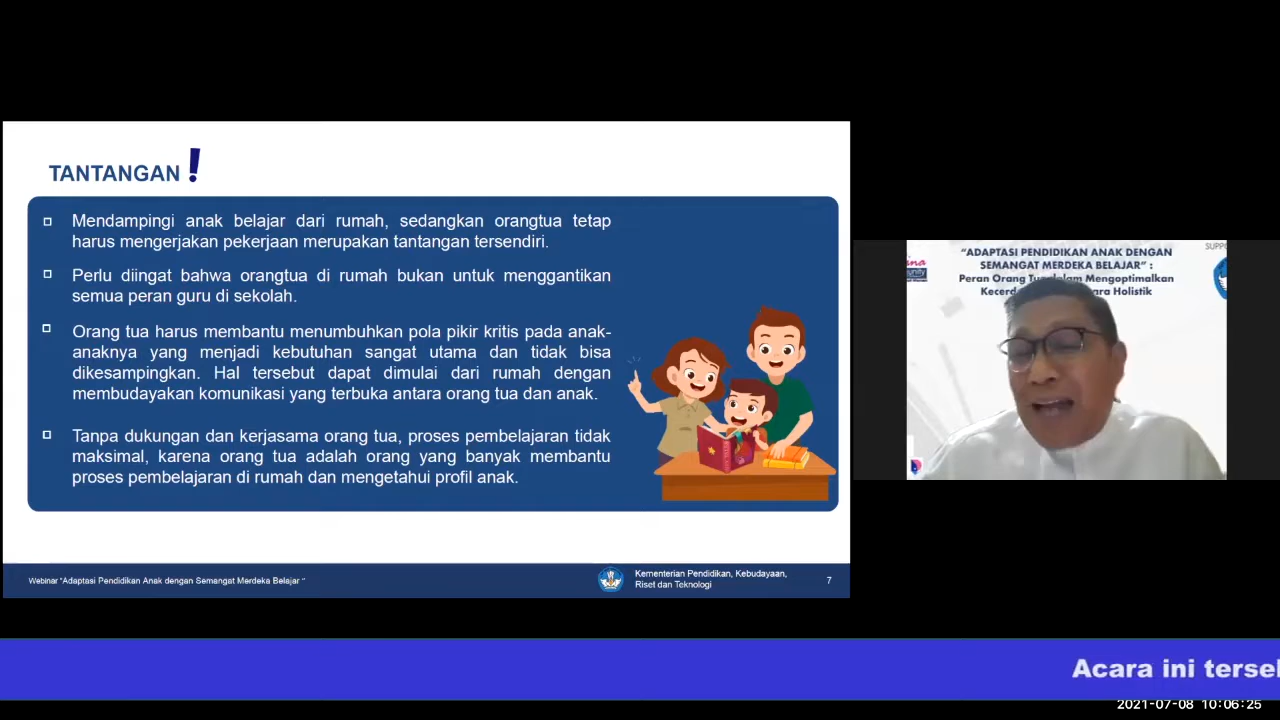 TANTANGAN !
Mendampingi anak belajar dari rumah, sedangkan orangtua tetap
harus mengerjakan pekerjaan merupakan tantangan tersendiri.
Perlu diingat bahwa orangtua di rumah bukan untuk menggantikan
semua peran guru di sekolah.
Orang tua harus membantu menumbuhkan pola pikir kritis pada anak-
anaknya yang menjadi kebutuhan sangat utama dan tidak bisa
dikesampingkan. Hal tersebut dapat dimulai dari rumah dengan
membudayakan komunikasi yang terbuka antara orang tua dan anak.
Tanpa dukungan dan kerjasama orang tua, proses pembelajaran tidak
maksimal, karena orang tua adalah orang yang banyak membantu
proses pembelajaran di rumah dan mengetahui profil anak.
Webinar "Adaptasi Pendidikan Anak dengan Semangat Merdeka Belajar "
Kementerian Pendidikan, Kebudayaan,
Riset dan Teknologi
7
"ADAPTASI PENDIDIKAN ANAK DENGAN
SEMANGAT MERDEKA BELAJAR" :
Peran Orang Tua dalam Mengoptimalkan
Holistik
Acara ini
2021-07-08 10:06:25